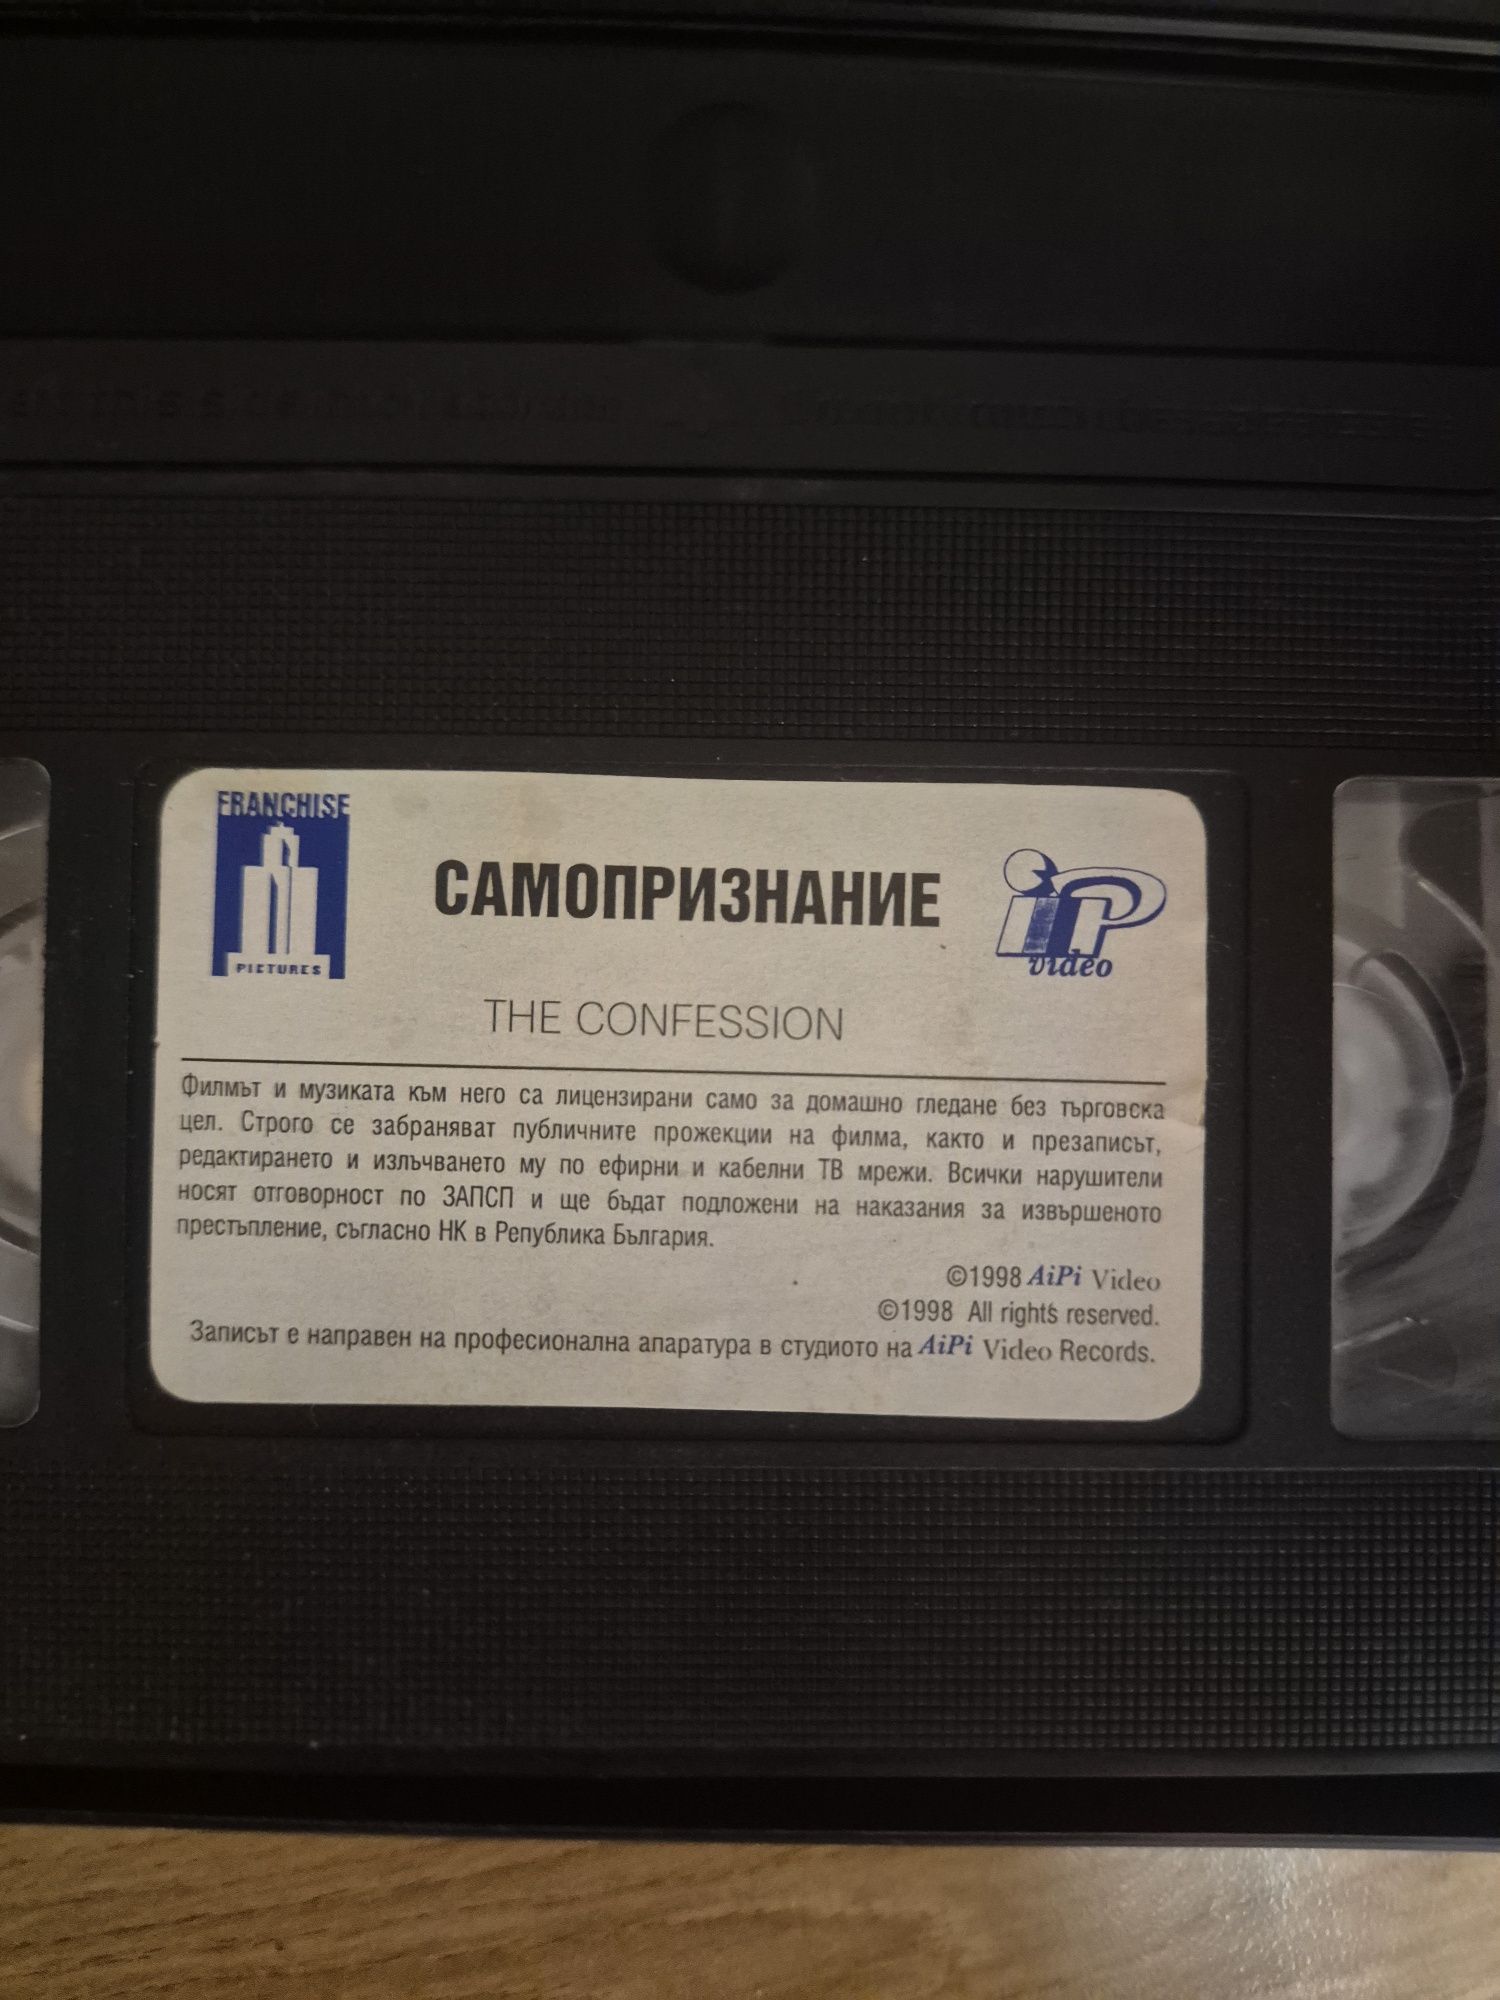 FRANCHISE
PICTURES
САМОПРИЗНАНИЕ
iP
video
THE CONFESSION
Филмът и музиката към него са лицензирани само за домашно гледане без търговска
цел. Строго се забраняват публичните прожекции на филма, както и презаписът,
редактирането и излъчването му по ефирни и кабелни ТВ мрежи. Всички нарушители
носят отговорност по ЗАПСП и ще бъдат подложени на наказания за извършеното
престъпление, съгласно НК в Република България.
©1998 AiPi Video
©1998 All rights reserved.
Записът е направен на професионална апаратура в студиото на AiPi Video Records.